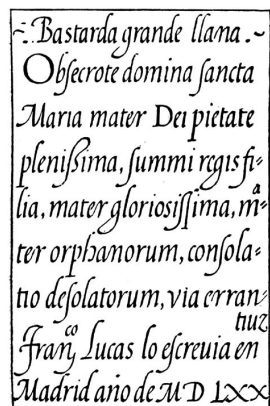 ~:Bastarda grande llana.~
Obſecrote domina ſancta
Maria mater Dei pietate
pleniſsima, ſummi regis fi=
lia, mater glorioſiſſima, mᵃ=
ter orphanorum, conſola=
tio deſolatorum, via erran=
tiuz
Franᶜᵒ Lucas lo eſcreuia en
Madrid año de M D LXX